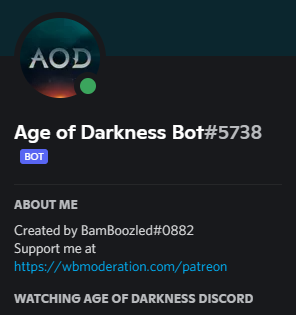 AOD
Age of Darkness Bot#5738
BOT
ABOUT ME
Created by BamBoozled#0882
Support me at
https://wbmoderation.com/patreon
WATCHING AGE OF DARKNESS DISCORD